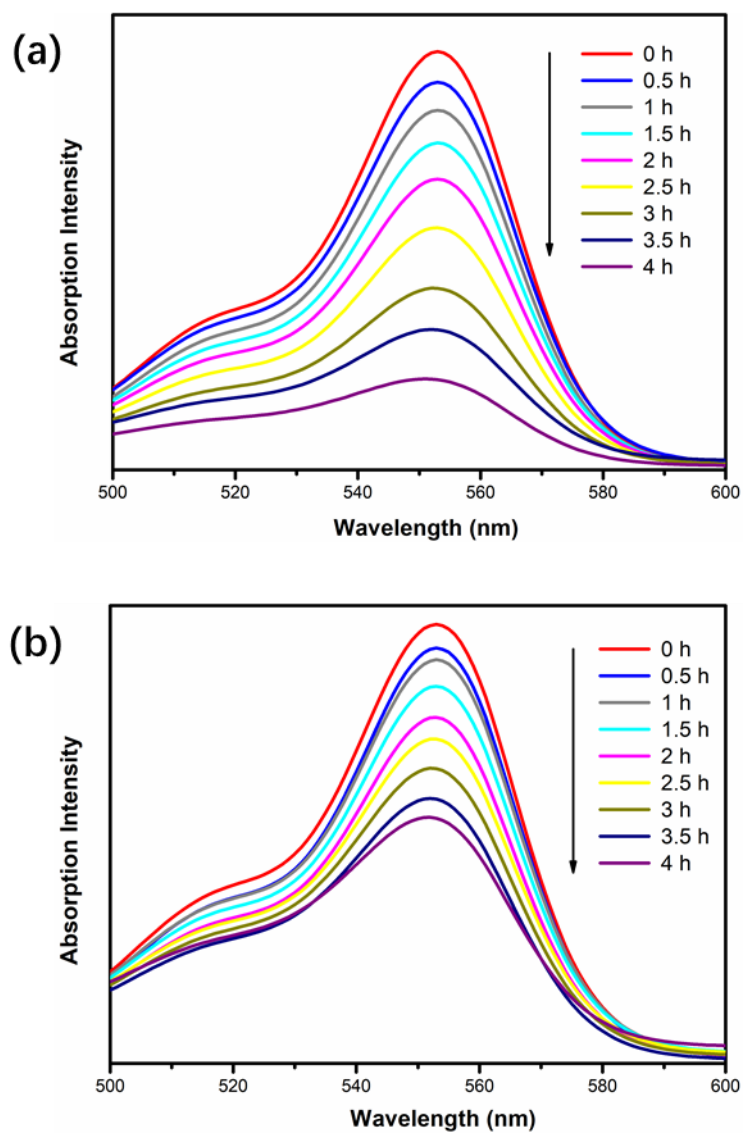 (a)
0 h
0.5 h
1 h
1.5 h
2 h
2.5 h
3 h
3.5 h
4 h
Absorption Intensity
500 520 540 560 580 600
Wavelength (nm)
(b)
0 h
0.5 h
1 h
1.5 h
2 h
2.5 h
3 h
3.5 h
4 h
Absorption Intensity
500 520 540 560 580 600
Wavelength (nm)